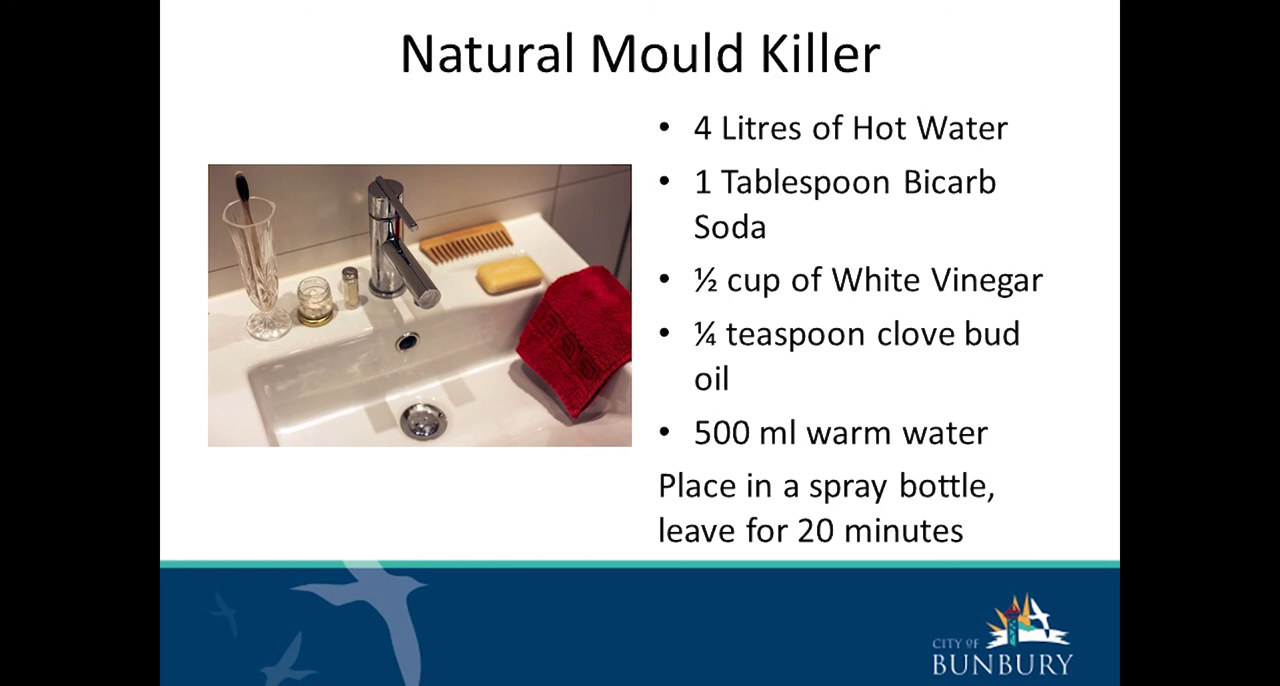 Natural Mould Killer
• 4 Litres of Hot Water
• 1 Tablespoon Bicarb
Soda
• ½ cup of White Vinegar
• ¼ teaspoon clove bud
oil
• 500 ml warm water
Place in a spray bottle,
leave for 20 minutes
CITY OF
BUNBURY